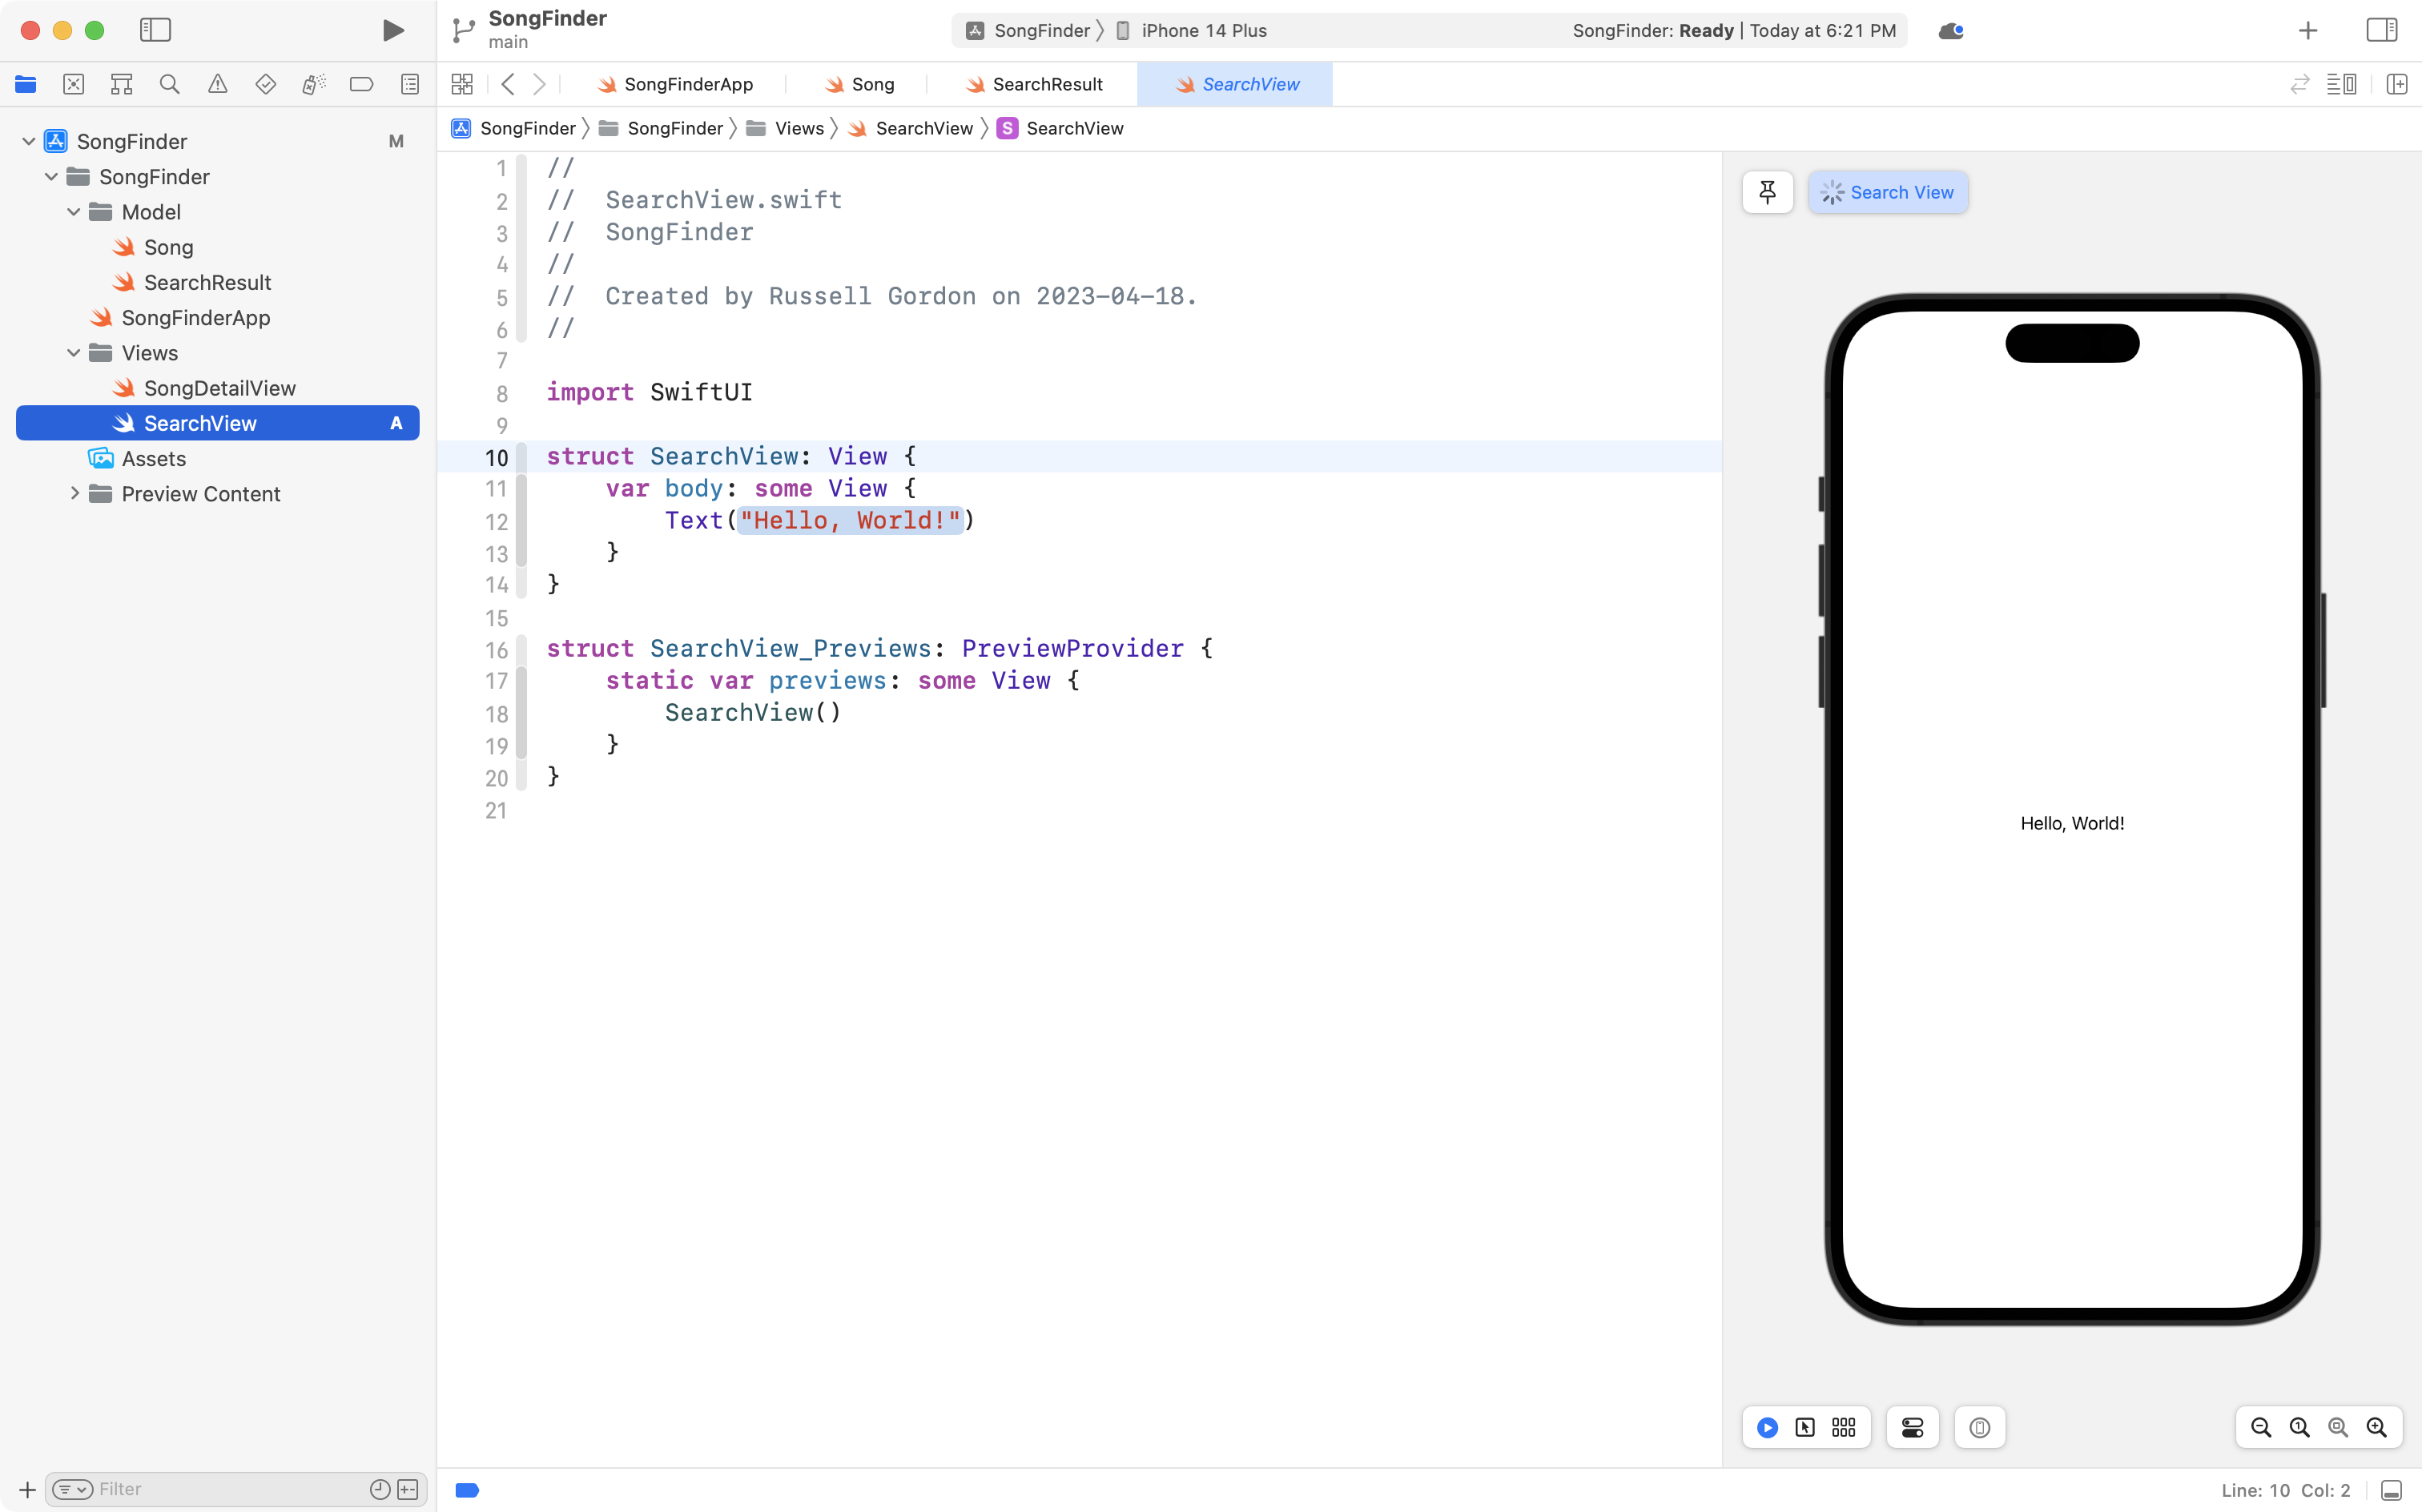 SongFinder
main
SongFinder
iPhone 14 Plus
SongFinder: Ready | Today at 6:21 PM
SongFinderApp
Song
SearchResult
SearchView
SongFinder
SongFinder
Views
SearchView
S
SearchView
SongFinder M
SongFinder
Model
Song
SearchResult
SongFinderApp
Views
SongDetailView
SearchView A
Assets
Preview Content
1 //
2 //  SearchView.swift
3 //  SongFinder
4 //
5 //  Created by Russell Gordon on 2023-04-18.
6 //
7
8 import SwiftUI
9
10 struct SearchView: View {
11     var body: some View {
12         Text("Hello, World!")
13     }
14 }
15
16 struct SearchView_Previews: PreviewProvider {
17     static var previews: some View {
18         SearchView()
19     }
20 }
21
Search View
Hello, World!
Filter
Line: 10 Col: 2